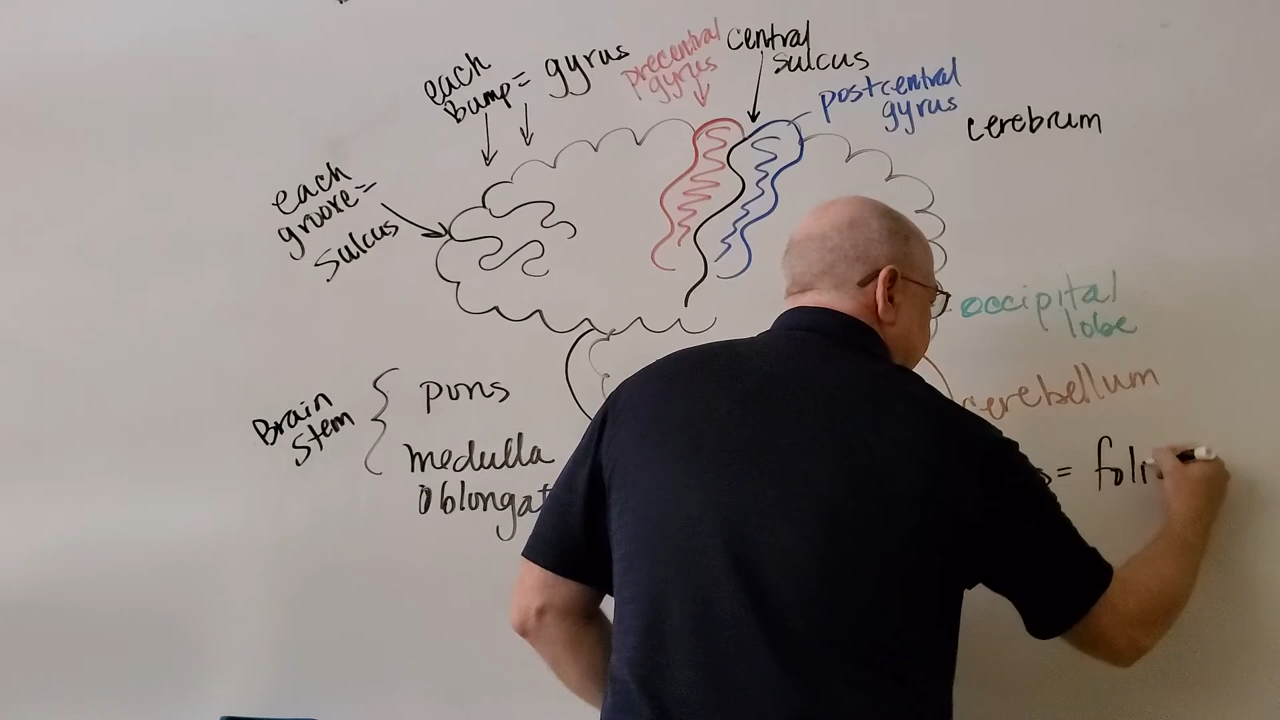 each
Bump = gyrus
precentral
gyrus
central
sulcus
postcentral
gyrus
cerebrum
each
groove =
sulcus
occipital
lobe
cerebellum
Brain
Stem
pons
medulla
oblongat
= foli